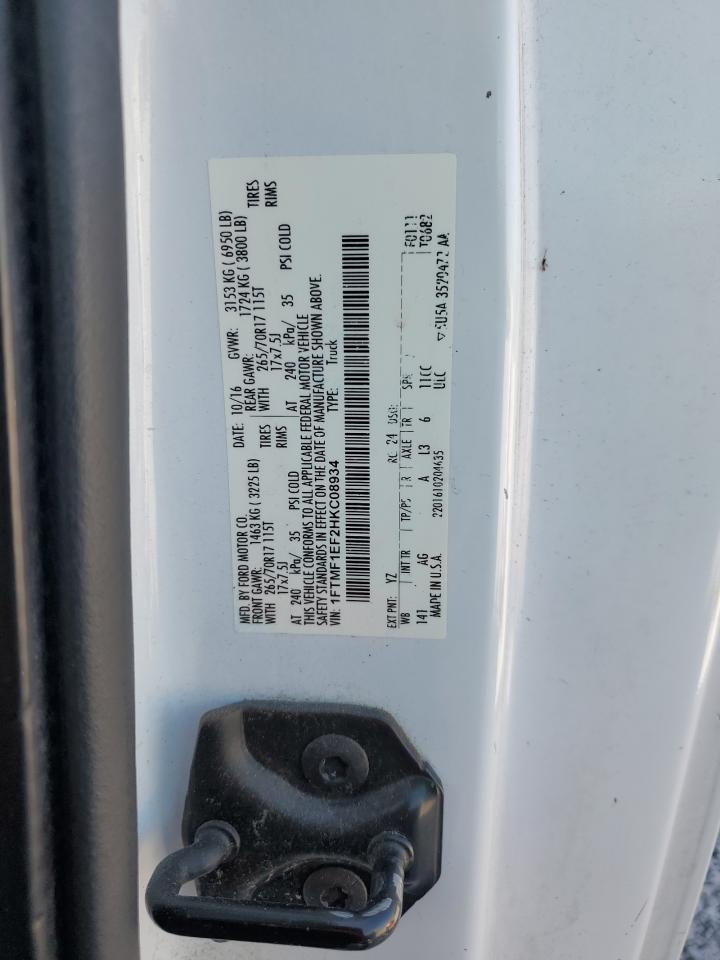 MFD. BY FORD MOTOR CO.
DATE: 10/16 GVWR: 3153 KG ( 6950 LB)
FRONT GAWR: 1463 KG ( 3225 LB) REAR GAWR: 1724 KG ( 3800 LB)
WITH 265/70R17 115T TIRES WITH 265/70R17 115T TIRES
17x7.5J RIMS 17x7.5J RIMS
AT 240 kPa/ 35 PSI COLD AT 240 kPa/ 35 PSI COLD
THIS VEHICLE CONFORMS TO ALL APPLICABLE FEDERAL MOTOR VEHICLE
SAFETY STANDARDS IN EFFECT ON THE DATE OF MANUFACTURE SHOWN ABOVE.
VIN: 1FTMF1EF2HKC08934 TYPE: Truck
EXT PNT: YZ RC: 24 DSO: F0111
WB INT TR TP/PS R AXLE TR SPR T0682
141 AG A L3 6 11CC
2201610204635 ULC
MADE IN U.S.A. 3520472 AA